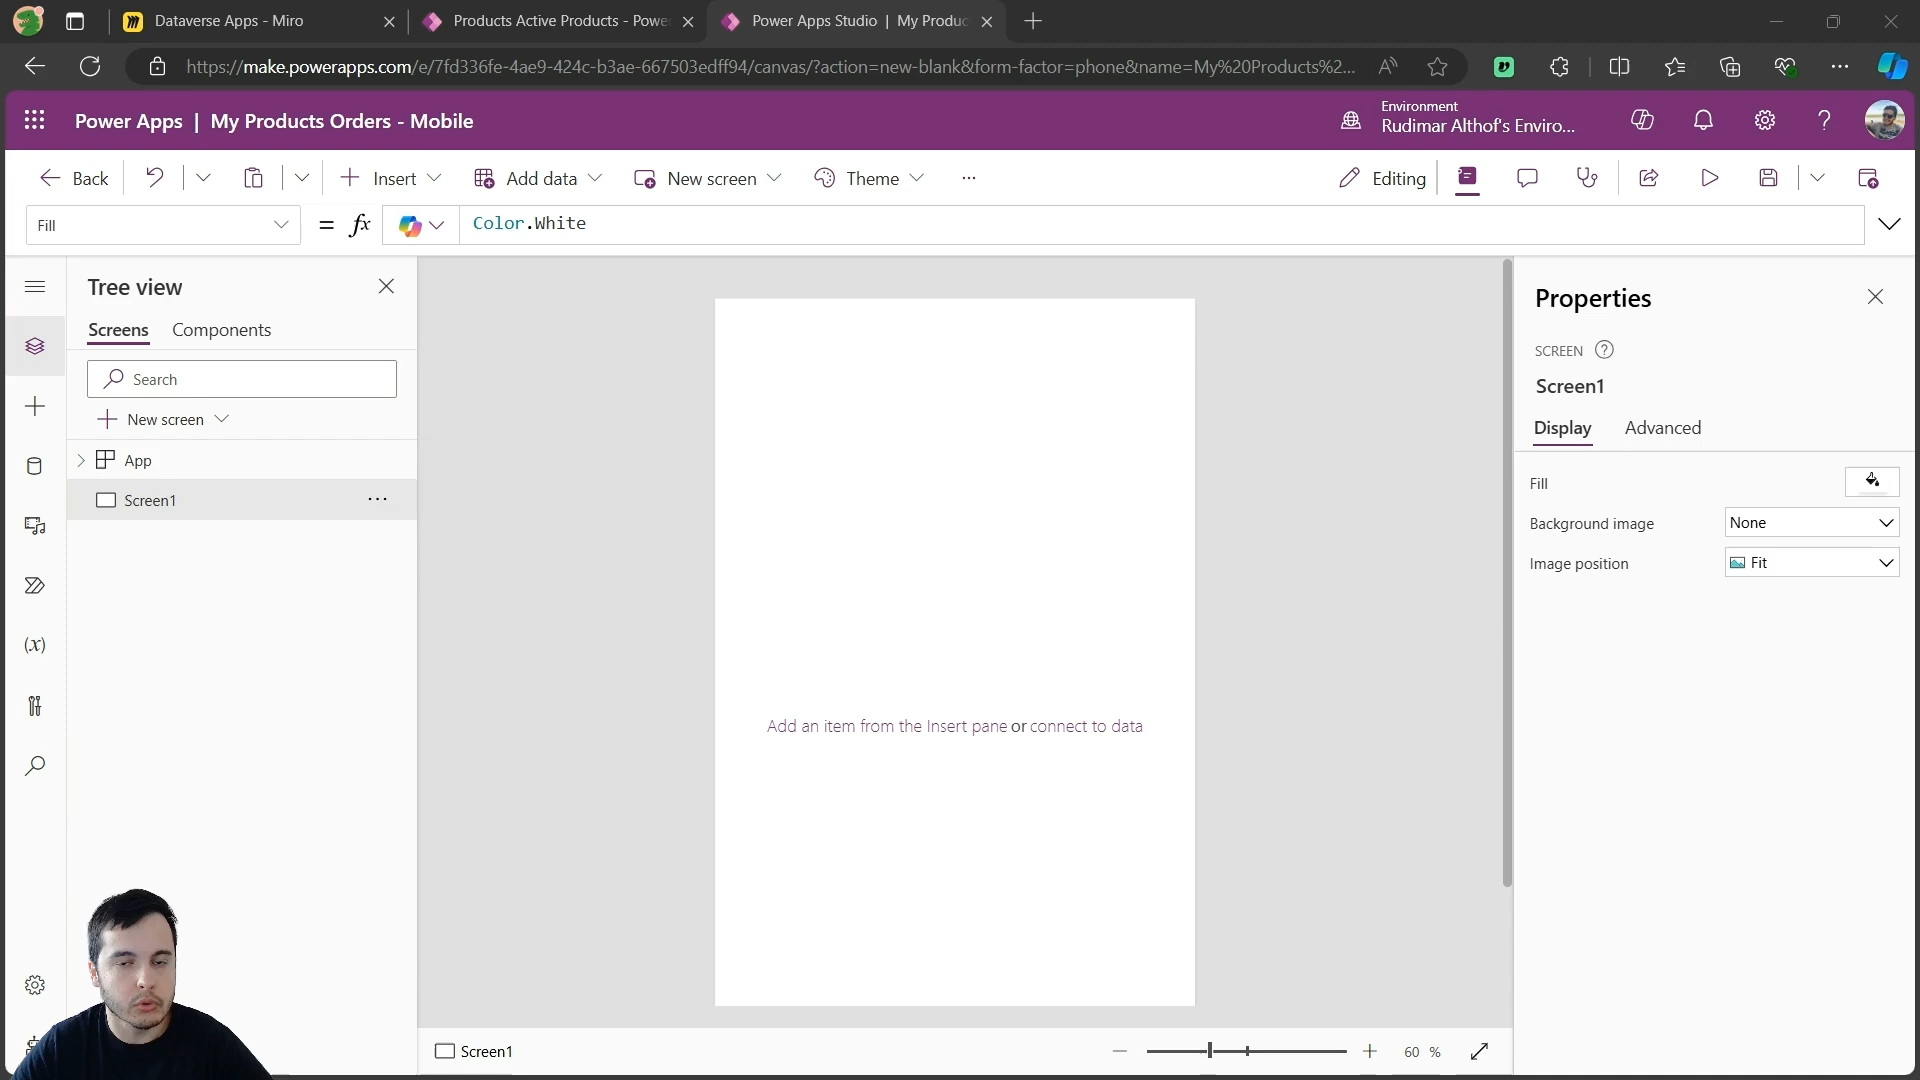 Dataverse Apps - Miro
Products Active Products - Powe
Power Apps Studio | My Produc
https://make.powerapps.com/e/7fd336fe-4ae9-424c-b3ae-667503edff94/canvas/?action=new-blank&form-factor=phone&name=My%20Products%2...
Power Apps | My Products Orders - Mobile
Environment
Rudimar Althof's Enviro...
Back
Insert
Add data
New screen
Theme
...
Editing
Fill
= fx
Color.White
Tree view
Screens
Components
Search
New screen
App
Screen1
...
(x)
Add an item from the Insert pane or connect to data
Screen1
60 %
Properties
SCREEN
Screen1
Display
Advanced
Fill
Background image
None
Image position
Fit